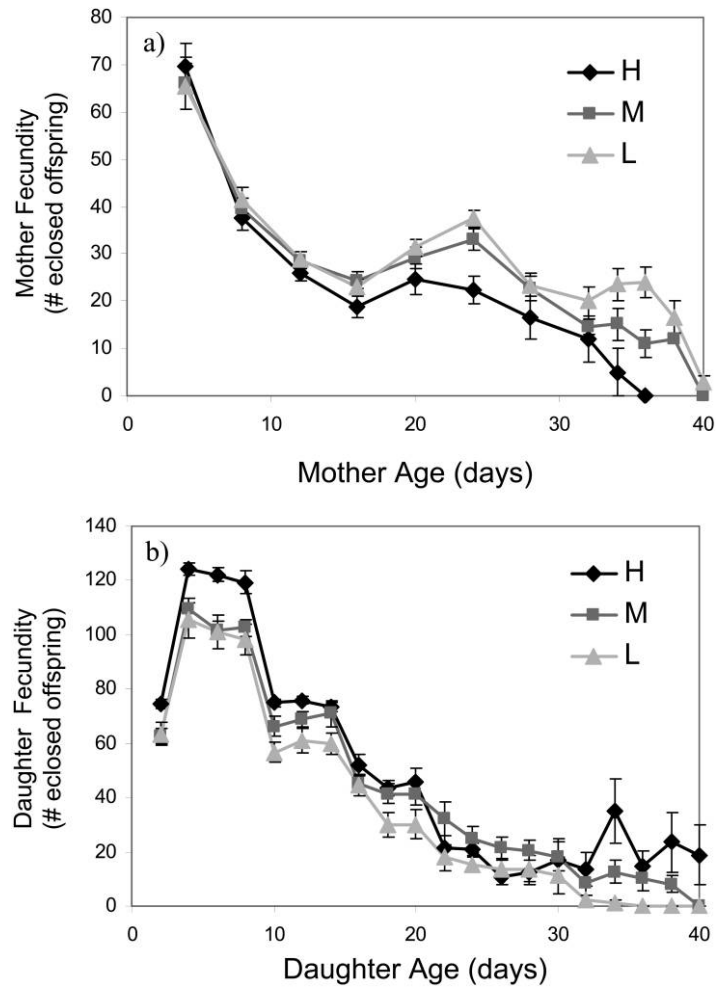 a)
80
70
60
50
40
30
20
10
0
Mother Fecundity
(# eclosed offspring)
H
M
L
0 10 20 30 40
Mother Age (days)
b)
140
120
100
80
60
40
20
0
Daughter Fecundity
(# eclosed offspring)
H
M
L
0 10 20 30 40
Daughter Age (days)